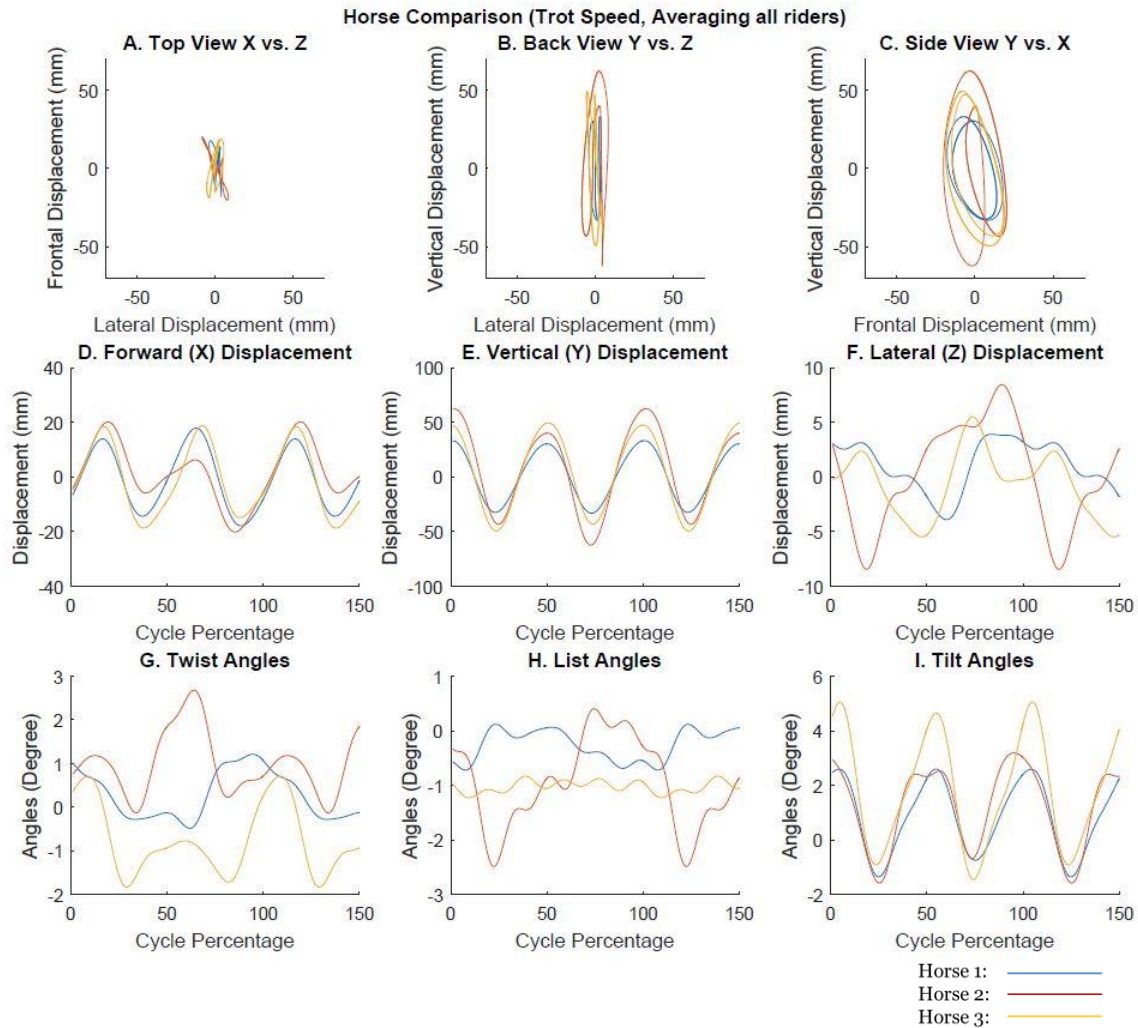 Horse Comparison (Trot Speed, Averaging all riders)
A. Top View X vs. Z
B. Back View Y vs. Z
C. Side View Y vs. X
Frontal Displacement (mm)
50
0
-50
-50
0
50
Lateral Displacement (mm)
Vertical Displacement (mm)
50
0
-50
-50
0
50
Lateral Displacement (mm)
Vertical Displacement (mm)
50
0
-50
-50
0
50
Frontal Displacement (mm)
D. Forward (X) Displacement
E. Vertical (Y) Displacement
F. Lateral (Z) Displacement
Displacement (mm)
40
20
0
-20
-40
0
50
100
150
Cycle Percentage
Displacement (mm)
100
50
0
-50
-100
0
50
100
150
Cycle Percentage
Displacement (mm)
10
5
0
-5
-10
0
50
100
150
Cycle Percentage
G. Twist Angles
H. List Angles
I. Tilt Angles
Angles (Degree)
3
2
1
0
-1
-2
0
50
100
150
Cycle Percentage
Angles (Degree)
1
0
-1
-2
-3
0
50
100
150
Cycle Percentage
Angles (Degree)
6
4
2
0
-2
0
50
100
150
Cycle Percentage
Horse 1:
Horse 2:
Horse 3: